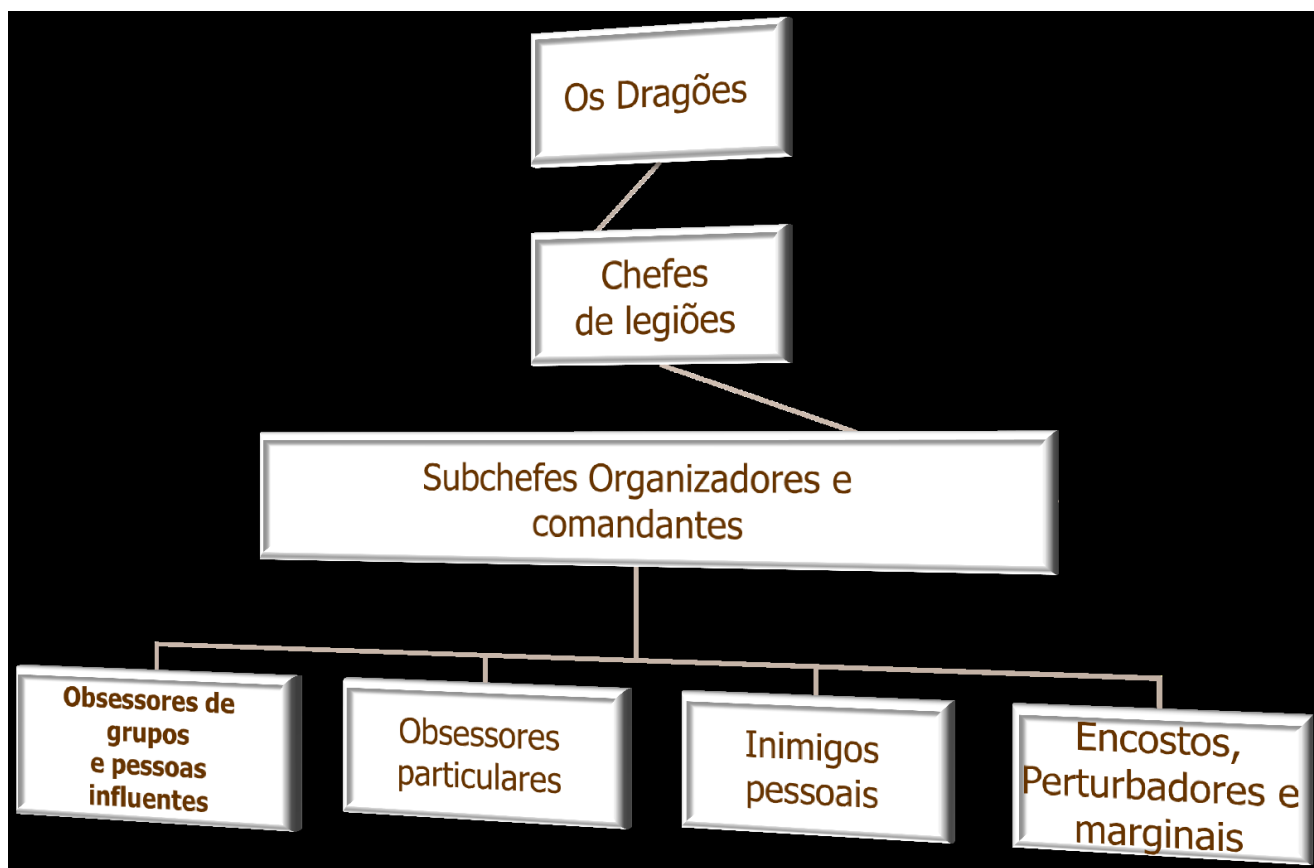 Os Dragões
Chefes
de legiões
Subchefes Organizadores e
comandantes
Obsessores de
grupos
e pessoas
influentes
Obsessores
particulares
Inimigos
pessoais
Encostos,
Perturbadores e
marginais